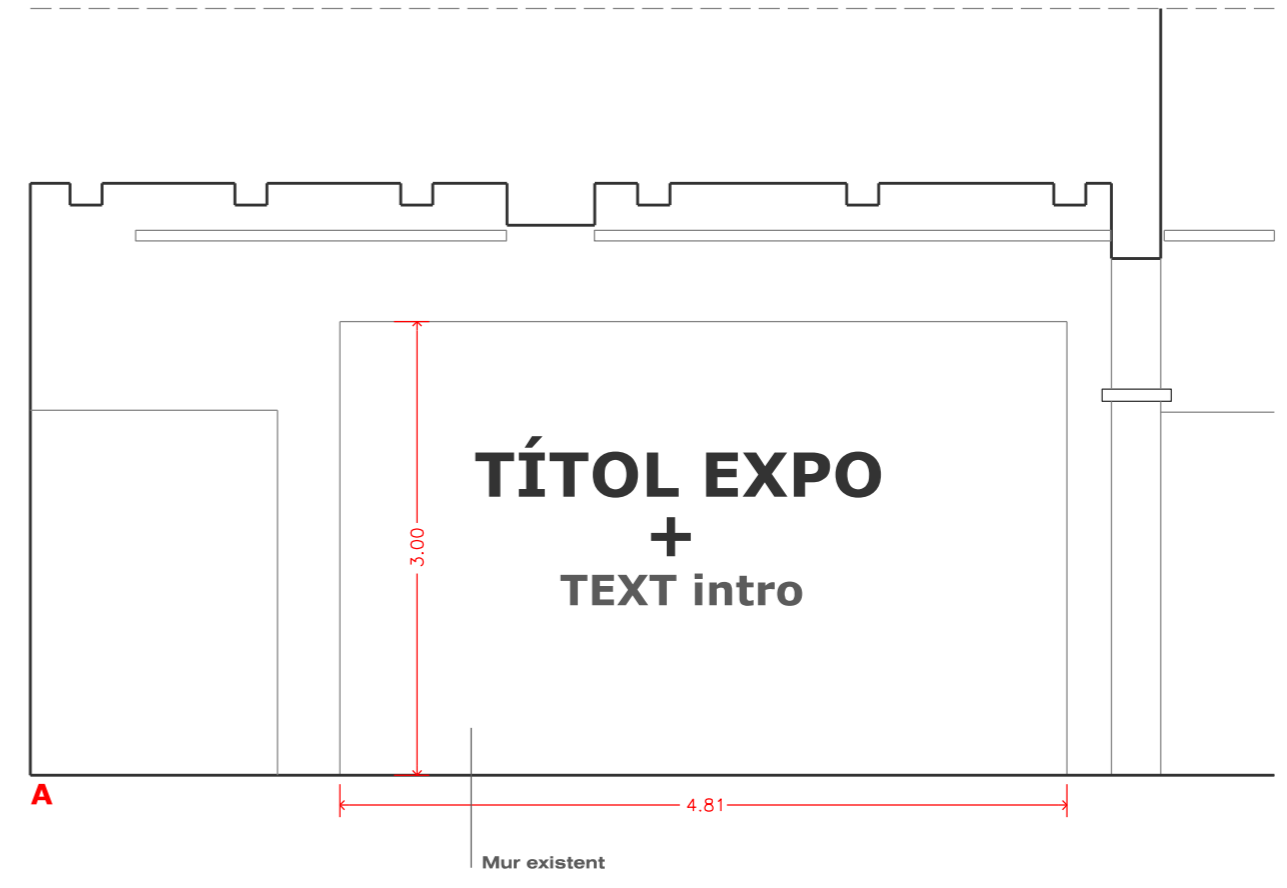 TÍTOL EXPO
+
TEXT intro
3.00
A
4.81
Mur existent